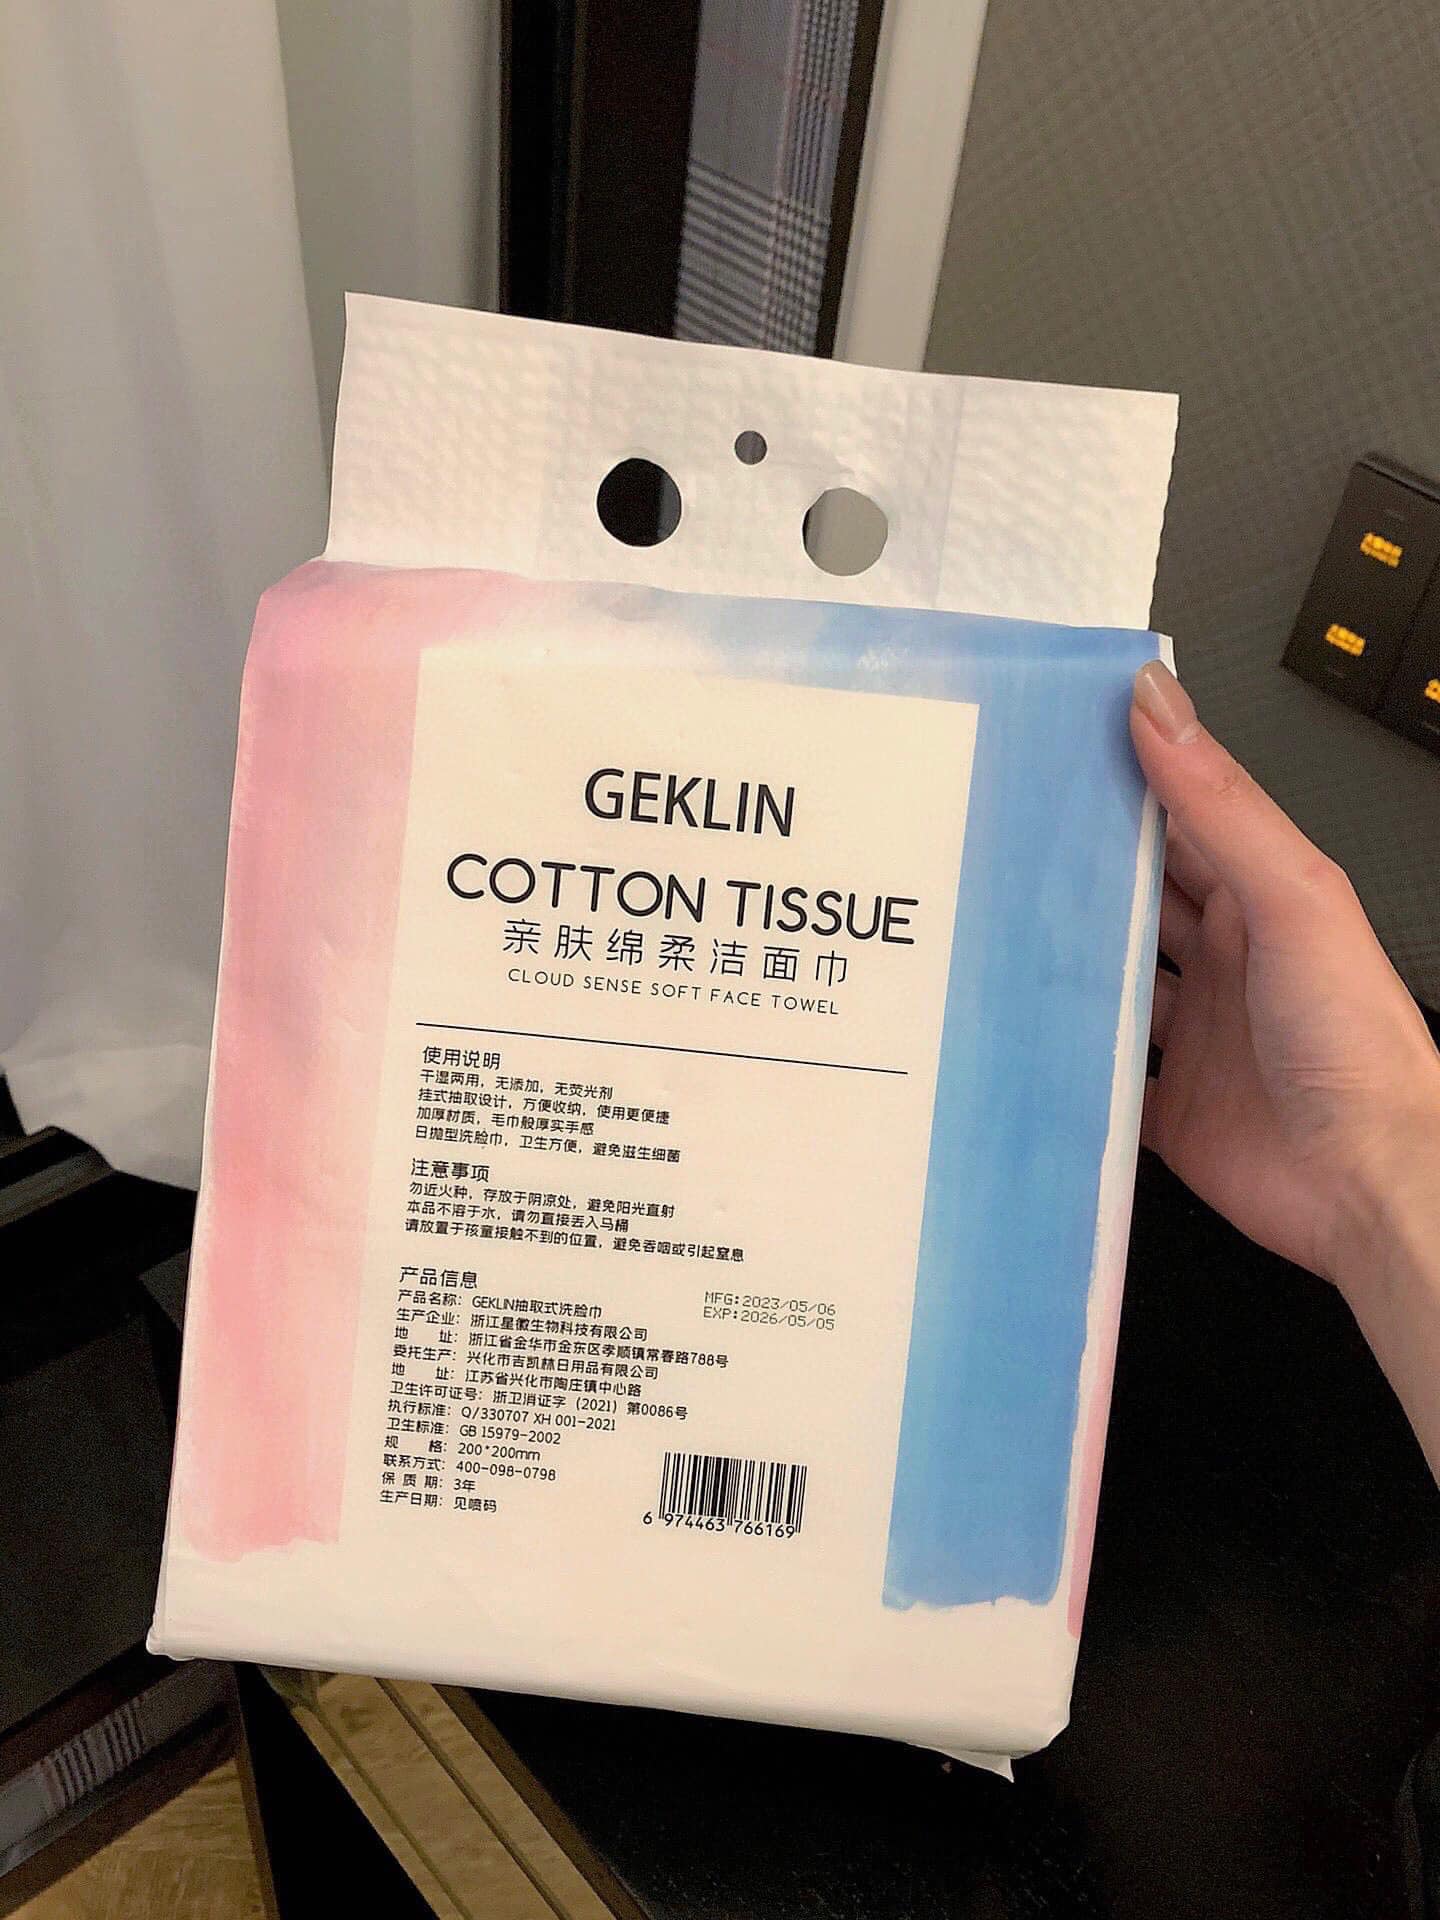 GEKLIN
COTTON TISSUE
亲肤绵柔洁面巾
CLOUD SENSE SOFT FACE TOWEL
使用说明
干湿两用，无添加，无荧光剂
挂式抽取设计，方便收纳，使用更便捷
加厚材质，毛巾般厚实手感
日抛型洗脸巾，卫生方便，避免滋生细菌
注意事项
勿近火种，存放于阴凉处，避免阳光直射
本品不溶于水，请勿直接丢入马桶
请放置于孩童接触不到的位置，避免吞咽或引起窒息
产品信息
产品名称：GEKLIN抽取式洗脸巾
生产企业：浙江星徽生物科技有限公司
地 址：浙江省金华市金东区孝顺镇常春路788号
委托生产：兴化市吉凯林日用品有限公司
地 址：江苏省兴化市陶庄镇中心路
卫生许可证号：浙卫消证字（2021）第0086号
执行标准：Q/330707 XH 001-2021
卫生标准：GB 15979-2002
规 格：200*200mm
联系方式：400-098-0798
保 质 期：3年
生产日期：见喷码
MFG:2023/05/06
EXP:2026/05/05
6 974463 766169